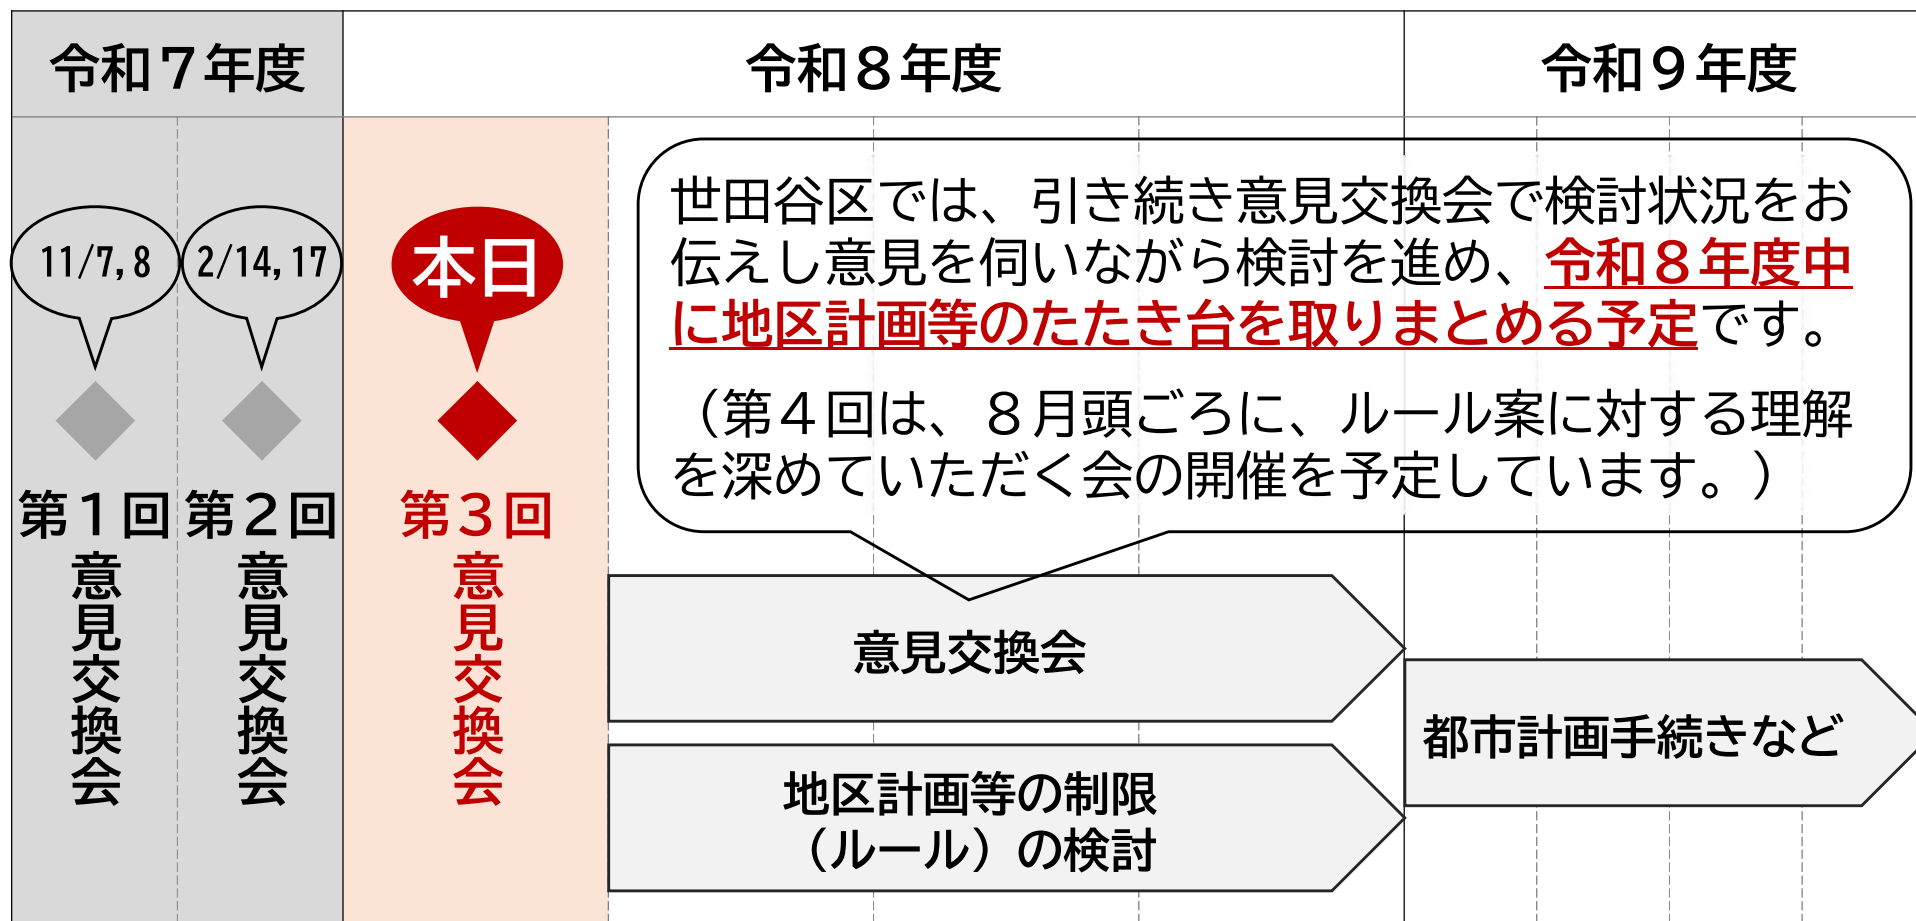 令和７年度
令和８年度
令和９年度
11/7, 8
2/14, 17
本日
世田谷区では、引き続き意見交換会で検討状況をお
伝えし意見を伺いながら検討を進め、令和８年度中
に地区計画等のたたき台を取りまとめる予定です。
（第４回は、８月頭ごろに、ルール案に対する理解
を深めていただく会の開催を予定しています。）
第１回
意見交換会
第２回
意見交換会
第３回
意見交換会
意見交換会
地区計画等の制限
（ルール）の検討
都市計画手続きなど